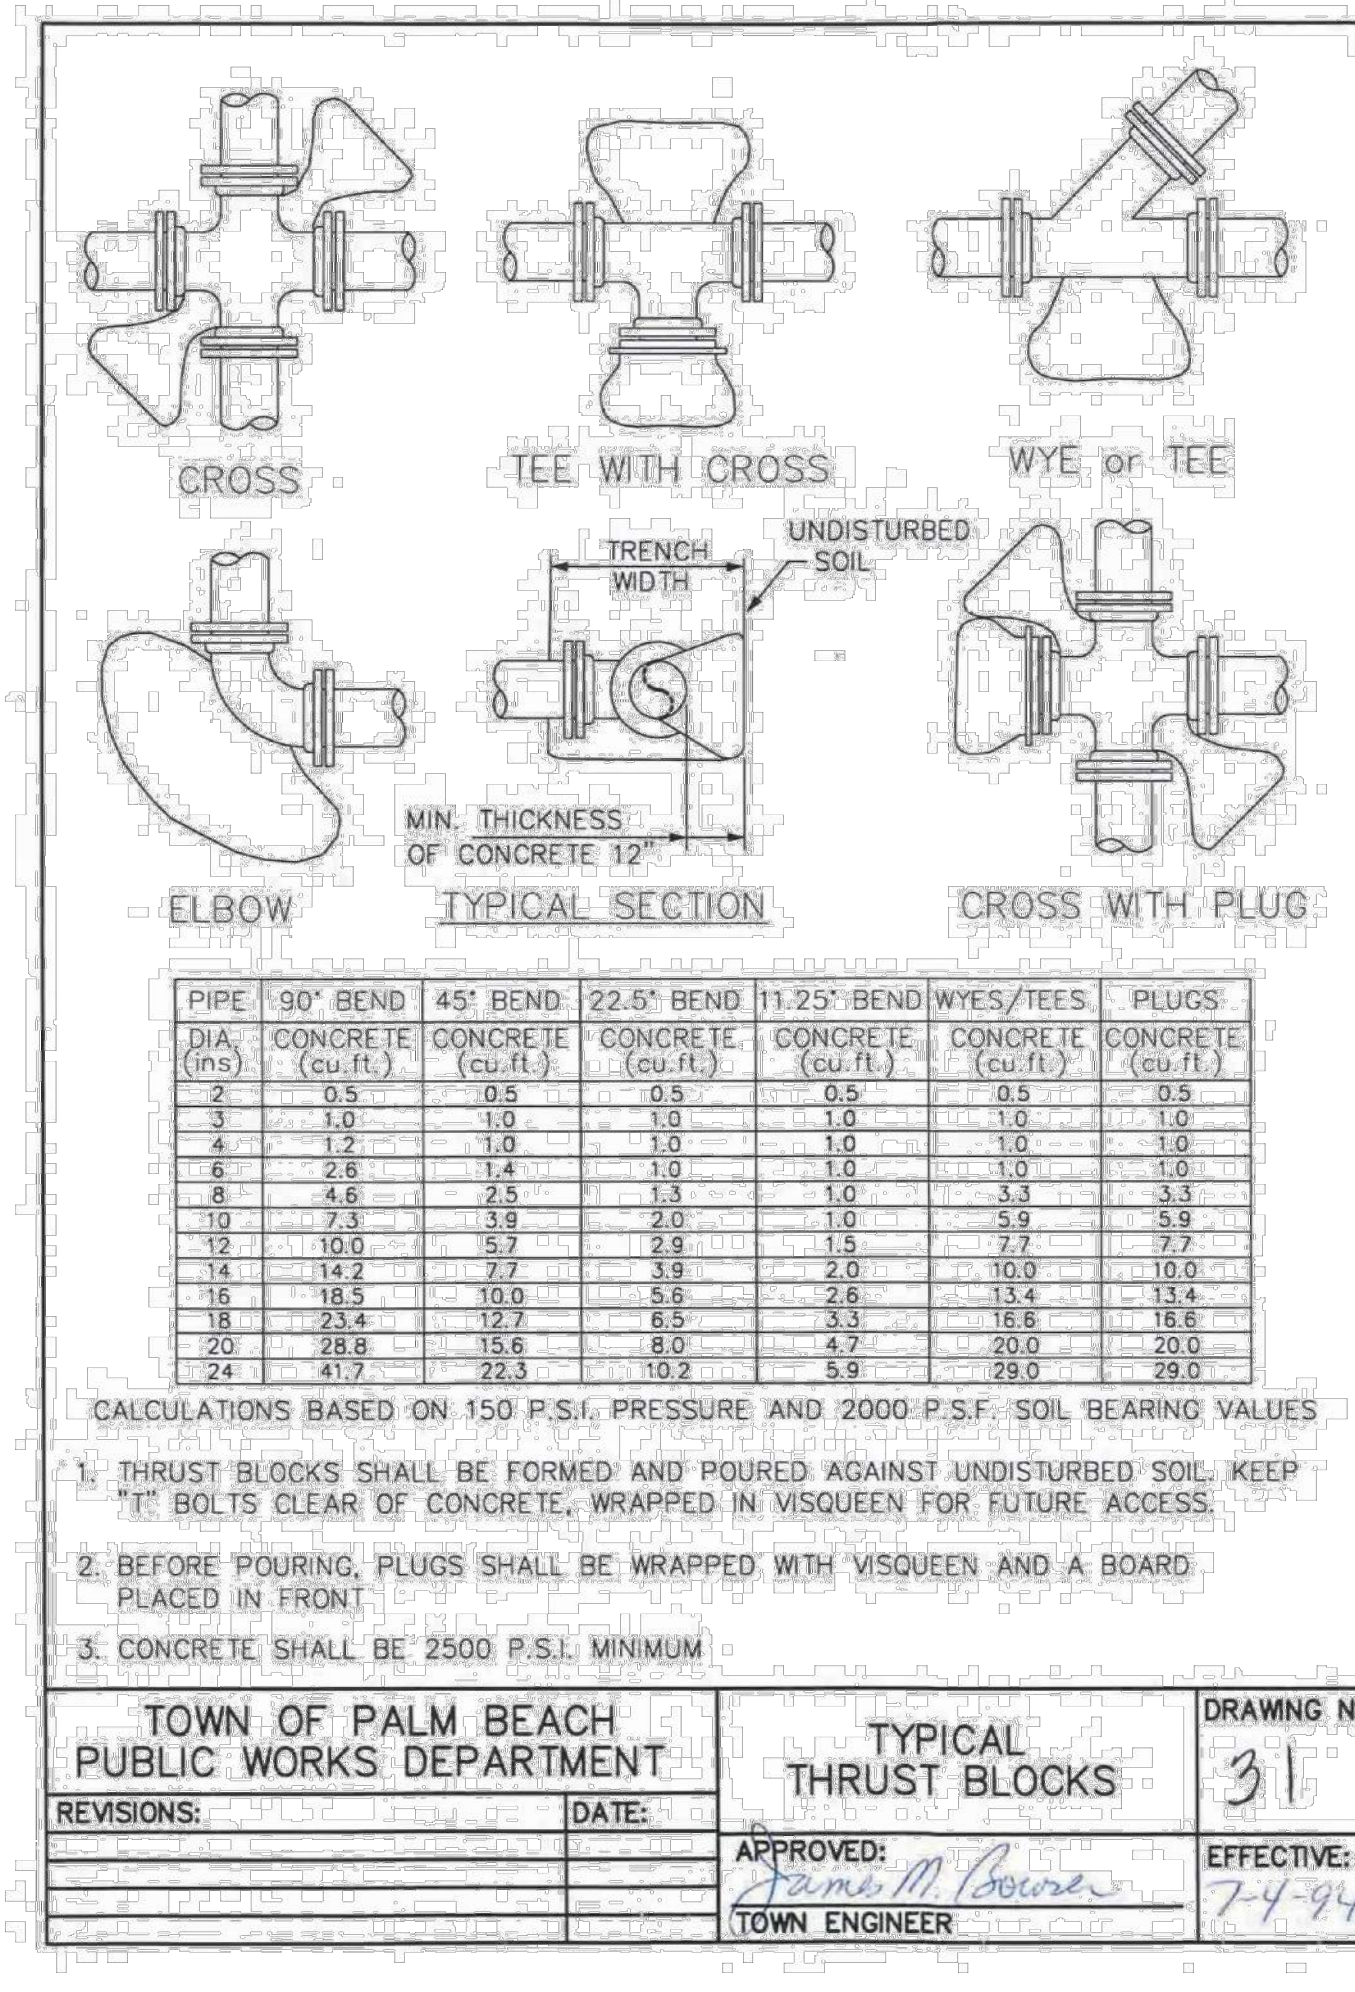 CROSS
TEE WITH CROSS
WYE or TEE
TRENCH
WIDTH
UNDISTURBED
SOIL
MIN. THICKNESS
OF CONCRETE 12"
ELBOW
TYPICAL SECTION
CROSS WITH PLUG
PIPE 90° BEND 45° BEND 22.5° BEND 11.25° BEND WYES/TEES PLUGS
DIA. CONCRETE CONCRETE CONCRETE CONCRETE CONCRETE CONCRETE
(ins) (cu.ft.) (cu.ft.) (cu.ft.) (cu.ft.) (cu.ft.) (cu.ft.)
2 0.5 0.5 0.5 0.5 0.5 0.5
3 1.0 1.0 1.0 1.0 1.0 1.0
4 1.2 1.0 1.0 1.0 1.0 1.0
6 2.6 1.4 1.0 1.0 1.0 1.0
8 4.6 2.5 1.3 1.0 3.3 3.3
10 7.3 3.9 2.0 1.0 5.9 5.9
12 10.0 5.7 2.9 1.5 7.7 7.7
14 14.2 7.7 3.9 2.0 10.0 10.0
16 18.5 10.0 5.6 2.6 13.4 13.4
18 23.4 12.7 6.5 3.3 16.6 16.6
20 28.8 15.6 8.0 4.7 20.0 20.0
24 41.7 22.3 10.2 5.9 29.0 29.0
CALCULATIONS BASED ON 150 P.S.I. PRESSURE AND 2000 P.S.F. SOIL BEARING VALUES
1. THRUST BLOCKS SHALL BE FORMED AND POURED AGAINST UNDISTURBED SOIL. KEEP
"T" BOLTS CLEAR OF CONCRETE, WRAPPED IN VISQUEEN FOR FUTURE ACCESS.
2. BEFORE POURING, PLUGS SHALL BE WRAPPED WITH VISQUEEN AND A BOARD
PLACED IN FRONT
3. CONCRETE SHALL BE 2500 P.S.I. MINIMUM
TOWN OF PALM BEACH
PUBLIC WORKS DEPARTMENT
REVISIONS: DATE:
TYPICAL
THRUST BLOCKS
APPROVED:
James M. Bowser
TOWN ENGINEER
DRAWING N
31
EFFECTIVE:
7-4-94